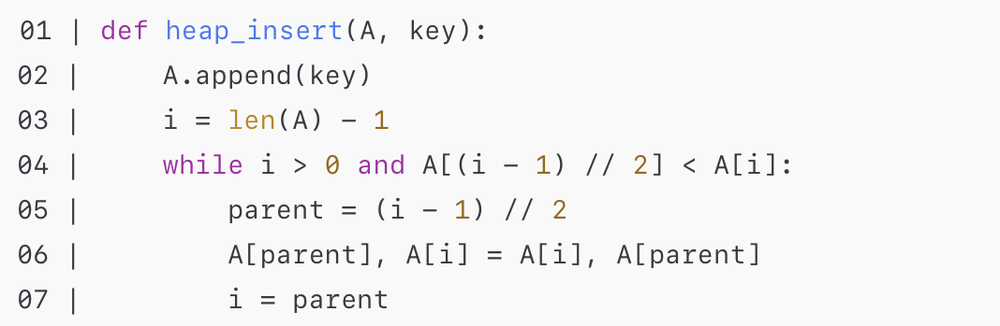 01 | def heap_insert(A, key):
02 |     A.append(key)
03 |     i = len(A) − 1
04 |     while i > 0 and A[(i − 1) // 2] < A[i]:
05 |         parent = (i − 1) // 2
06 |         A[parent], A[i] = A[i], A[parent]
07 |         i = parent